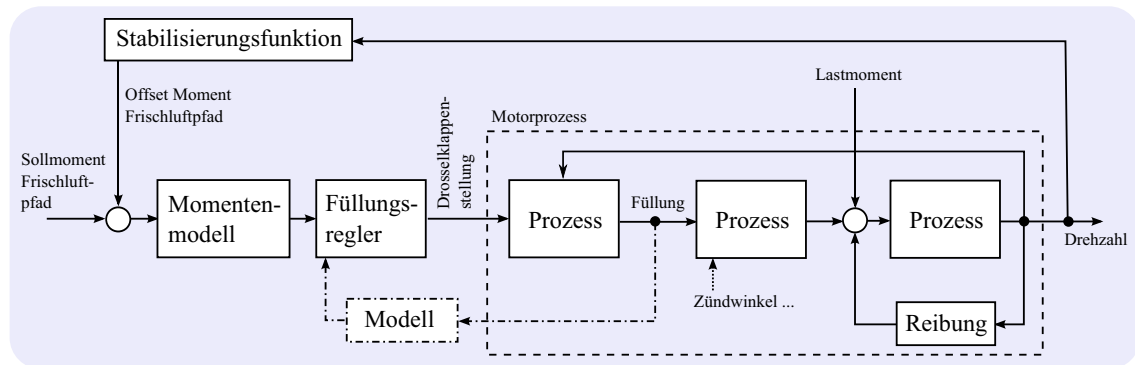 Stabilisierungsfunktion
Offset Moment
Frischluftpfad
Sollmoment
Frischluft-
pfad
Momenten-
modell
Füllungs-
regler
Drosselklappen-
stellung
Motorprozess
Lastmoment
Prozess
Füllung
Prozess
Prozess
Drehzahl
Zündwinkel ...
Modell
Reibung